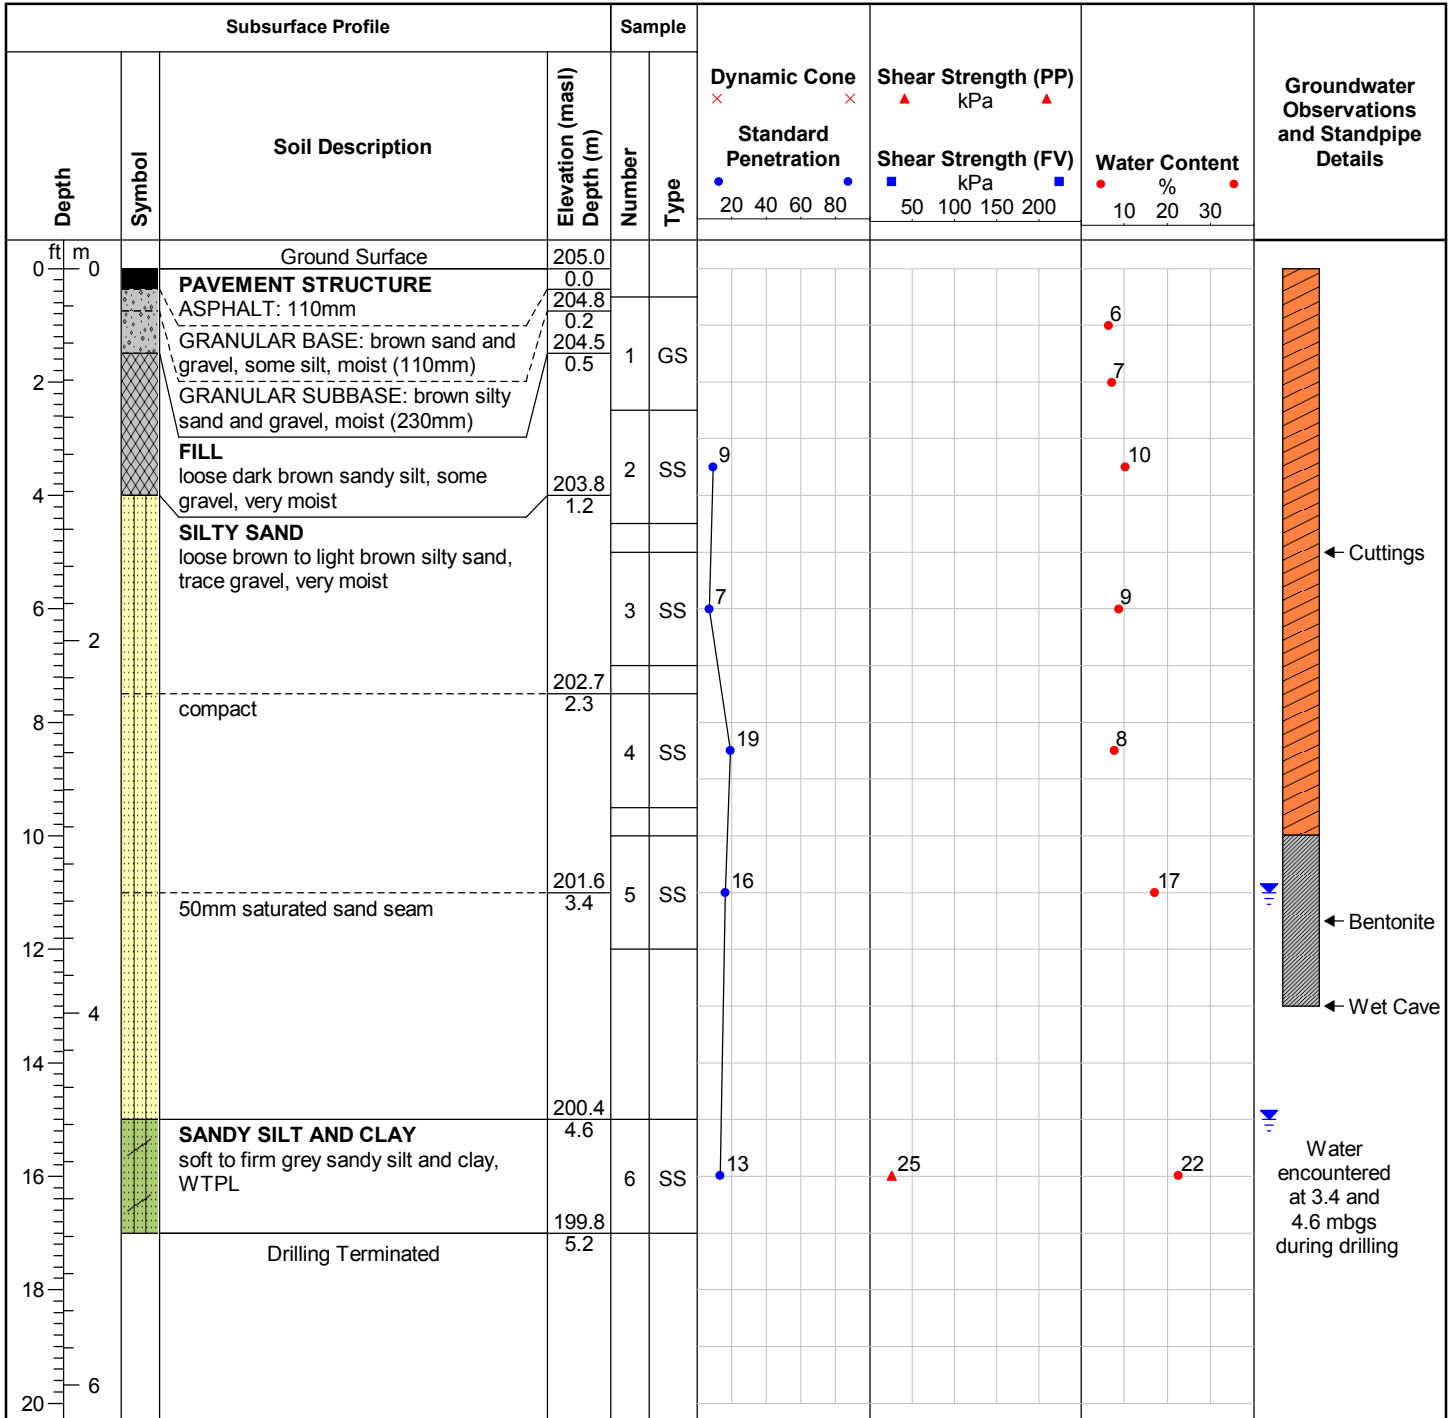 Subsurface Profile
Sample
Depth
Symbol
Soil Description
Elevation (masl)
Depth (m)
Number
Type
Dynamic Cone
Standard
Penetration
20 40 60 80
Shear Strength (PP)
kPa
Shear Strength (FV)
kPa
50 100 150 200
Water Content
%
10 20 30
Groundwater
Observations
and Standpipe
Details
ft m
0 0
Ground Surface
205.0
0.0
PAVEMENT STRUCTURE
ASPHALT: 110mm
204.8
0.2
GRANULAR BASE: brown sand and
gravel, some silt, moist (110mm)
204.5
0.5
1 GS
6
7
2
GRANULAR SUBBASE: brown silty
sand and gravel, moist (230mm)
FILL
loose dark brown sandy silt, some
gravel, very moist
203.8
1.2
2 SS
9
10
4
SILTY SAND
loose brown to light brown silty sand,
trace gravel, very moist
Cuttings
6
2
3 SS
7
9
202.7
2.3
compact
8
4 SS
19
8
10
201.6
3.4
50mm saturated sand seam
5 SS
16
17
Bentonite
12
4
Wet Cave
14
200.4
4.6
SANDY SILT AND CLAY
soft to firm grey sandy silt and clay,
WTPL
16
6 SS
13
25
22
Water
encountered
at 3.4 and
4.6 mbgs
during drilling
199.8
5.2
Drilling Terminated
18
6
20